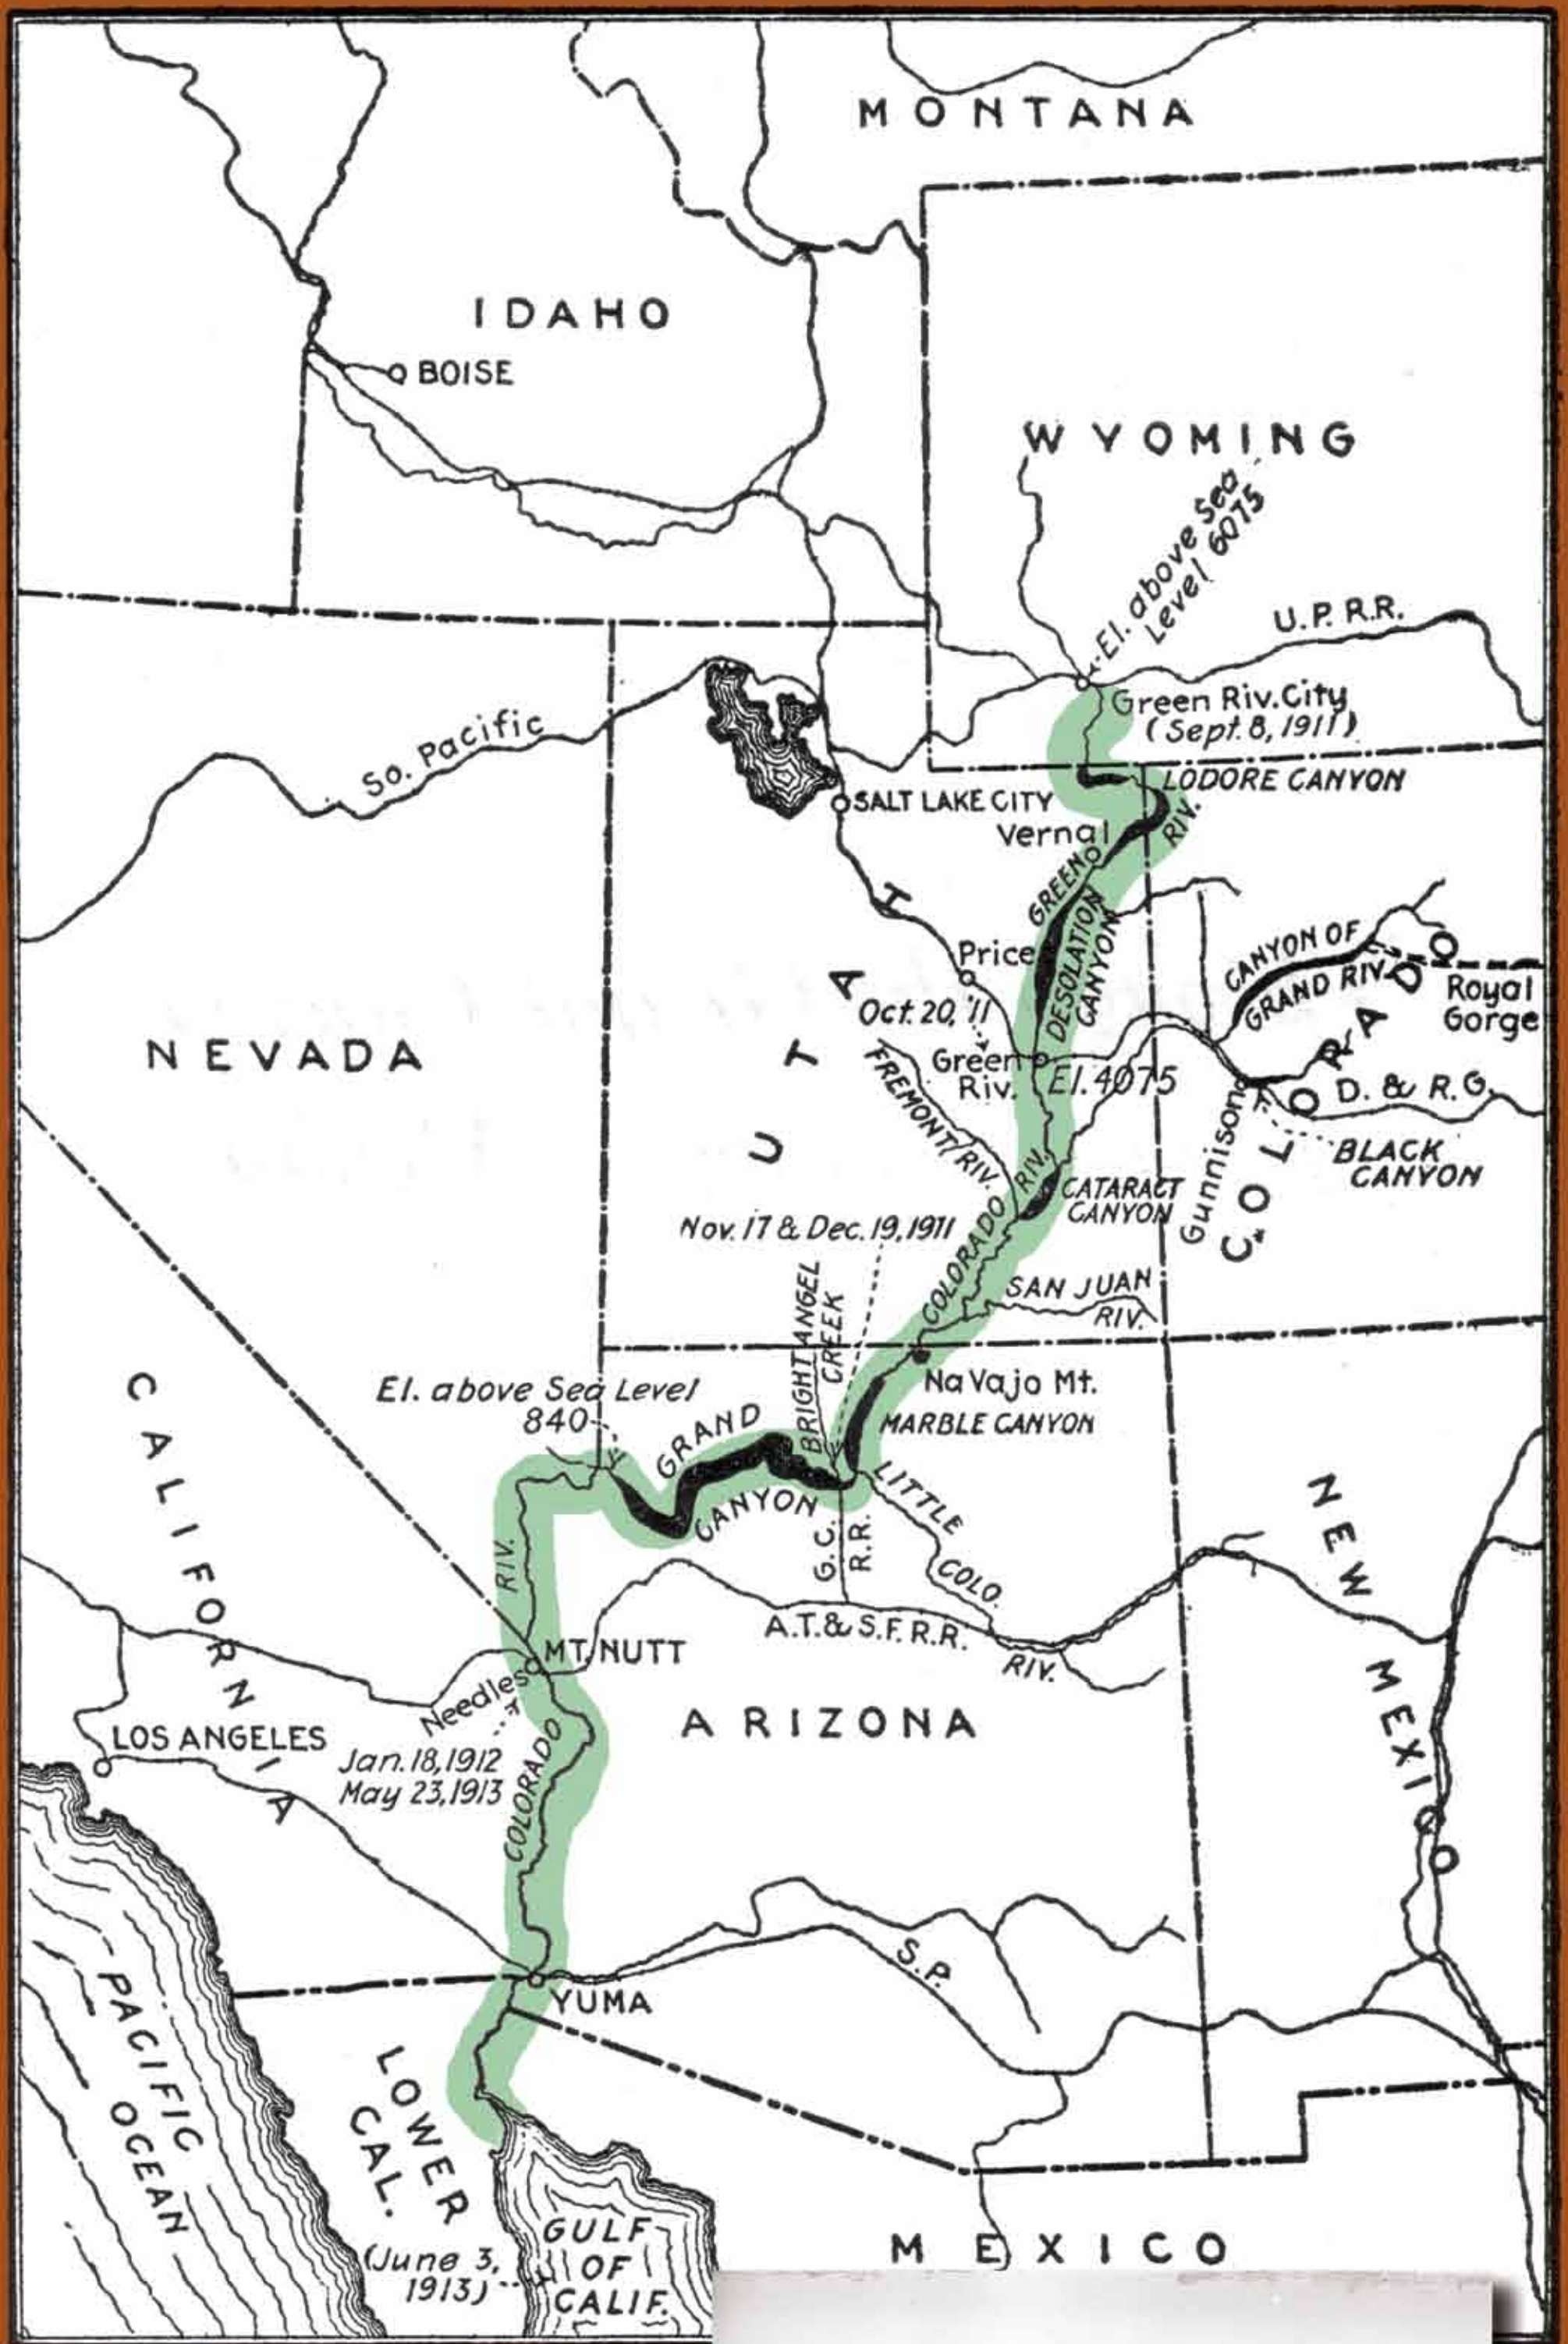 MONTANA
IDAHO
BOISE
WYOMING
El. above Sea
Level 6075
U.P.R.R.
Green Riv. City
(Sept. 8, 1911)
So. Pacific
LODORE CANYON
SALT LAKE CITY
Vernal
GREEN
RIV.
DESOLATION
CANYON
Price
CANYON OF
GRAND RIV.
Royal
Gorge
Oct. 20, '11
Green
Riv.
El. 4075
NEVADA
UTAH
COLORADO
FREMONT RIV.
D. & R. G.
Gunnison
BLACK
CANYON
RIV.
CATARACT
CANYON
Nov. 17 & Dec. 19, 1911
COLORADO
SAN JUAN
RIV.
BRIGHT ANGEL
CREEK
NaVajo Mt.
MARBLE CANYON
El. above Sea Level
840
GRAND
CANYON
LITTLE
COLO.
RIV.
G. C.
R.R.
A.T. & S.F. R.R.
CALIFORNIA
NEW MEXICO
RIV.
MT. NUTT
Needles
ARIZONA
LOS ANGELES
Jan. 18, 1912
May 23, 1913
COLORADO
S.P.
YUMA
PACIFIC
OCEAN
LOWER
CAL.
(June 3,
1913)
GULF
OF
CALIF.
MEXICO